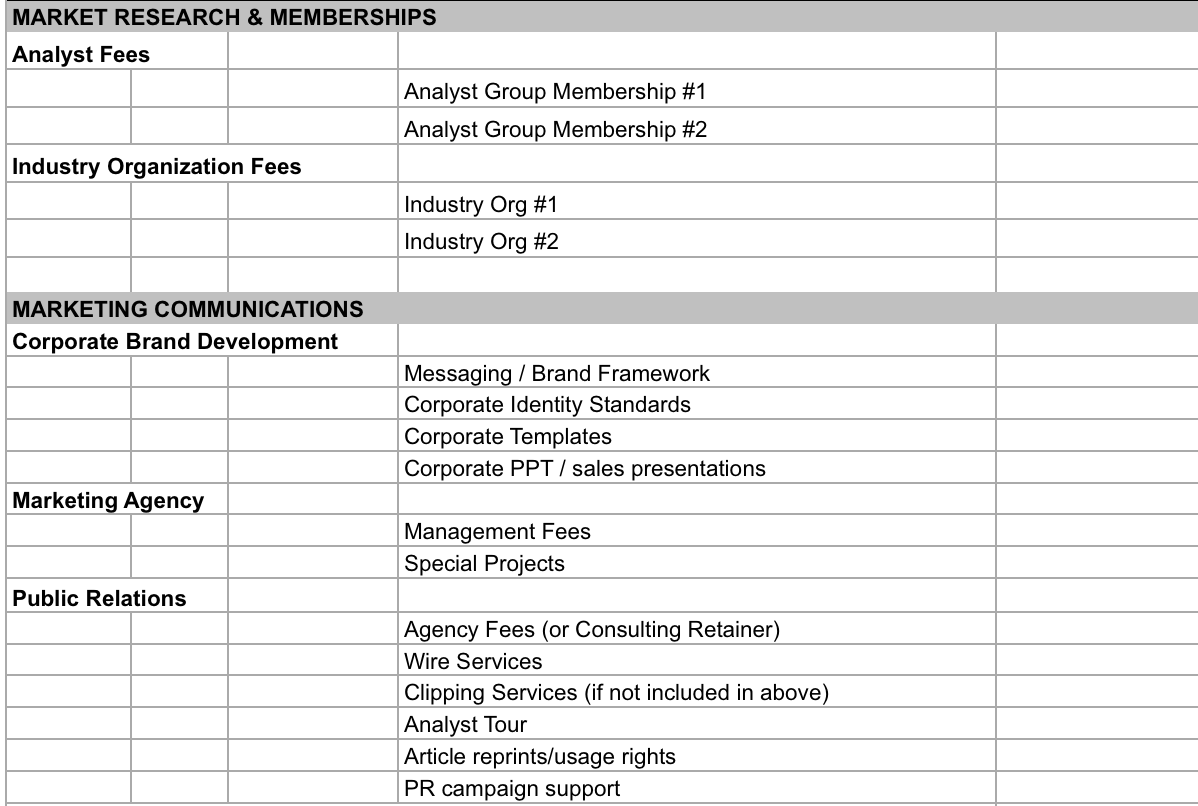 MARKET RESEARCH & MEMBERSHIPS
Analyst Fees
Analyst Group Membership #1
Analyst Group Membership #2
Industry Organization Fees
Industry Org #1
Industry Org #2
MARKETING COMMUNICATIONS
Corporate Brand Development
Messaging / Brand Framework
Corporate Identity Standards
Corporate Templates
Corporate PPT / sales presentations
Marketing Agency
Management Fees
Special Projects
Public Relations
Agency Fees (or Consulting Retainer)
Wire Services
Clipping Services (if not included in above)
Analyst Tour
Article reprints/usage rights
PR campaign support